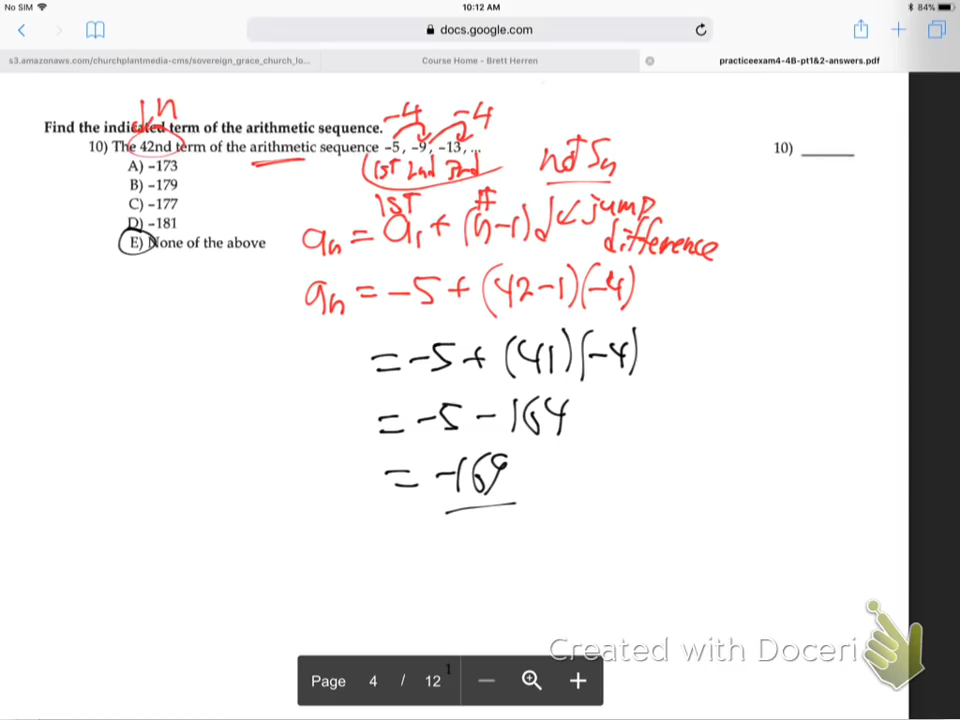 No SIM 10:12 AM 84%
docs.google.com
s3.amazonaws.com/churchplantmedia-cms/sovereign_grace_church_lo... Course Home - Brett Herren practiceexam4-4B-pt1&2-answers.pdf
n -4 -4
Find the indicated term of the arithmetic sequence.
10) The 42nd term of the arithmetic sequence -5, -9, -13, ... 10) ______
1st 2nd 3rd not Sn
A) -173
B) -179
C) -177
D) -181
E) None of the above
1st # jump
an = a1 + (n-1)d difference
an = -5 + (42-1)(-4)
= -5 + (41)(-4)
= -5 - 164
= -169
Created with Doceri
Page 4 / 12 1